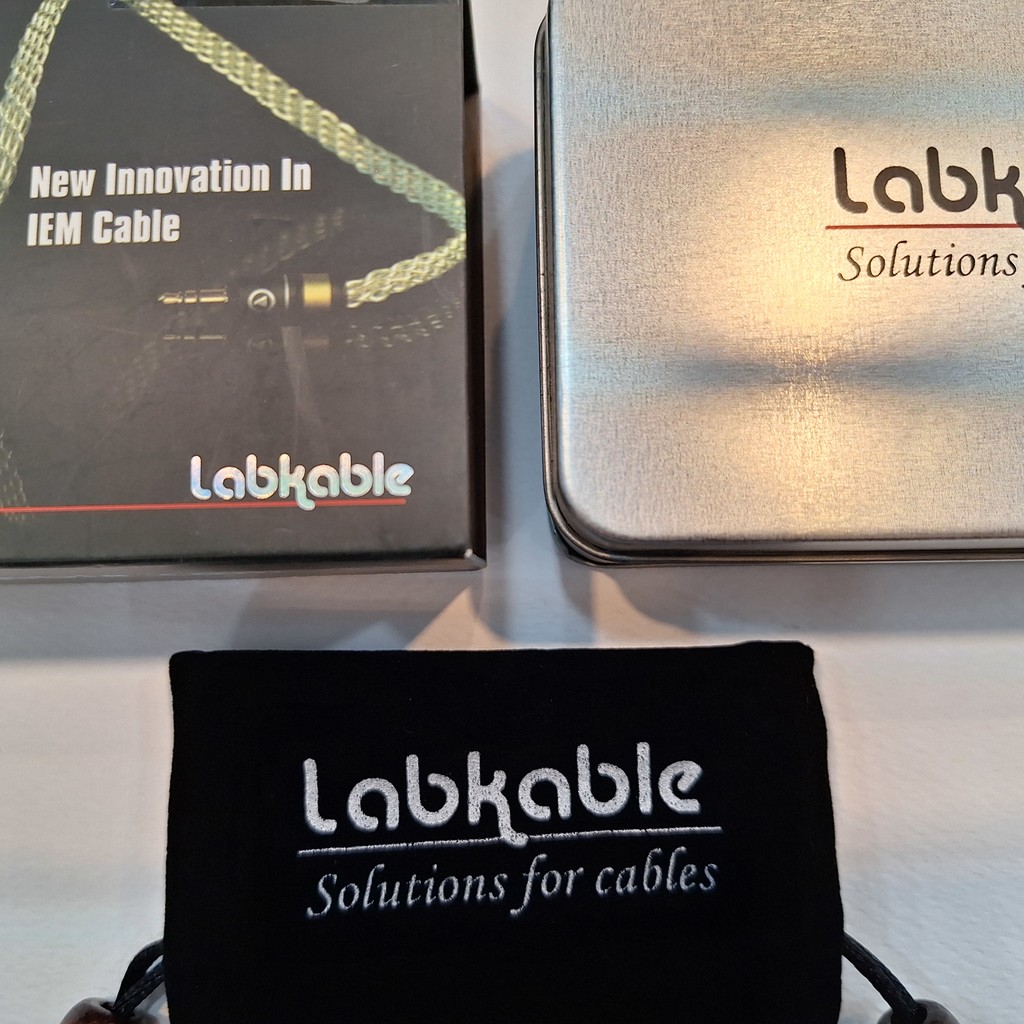 New Innovation In
IEM Cable
Labkable
Labk
Solutions
Labkable
Solutions for cables